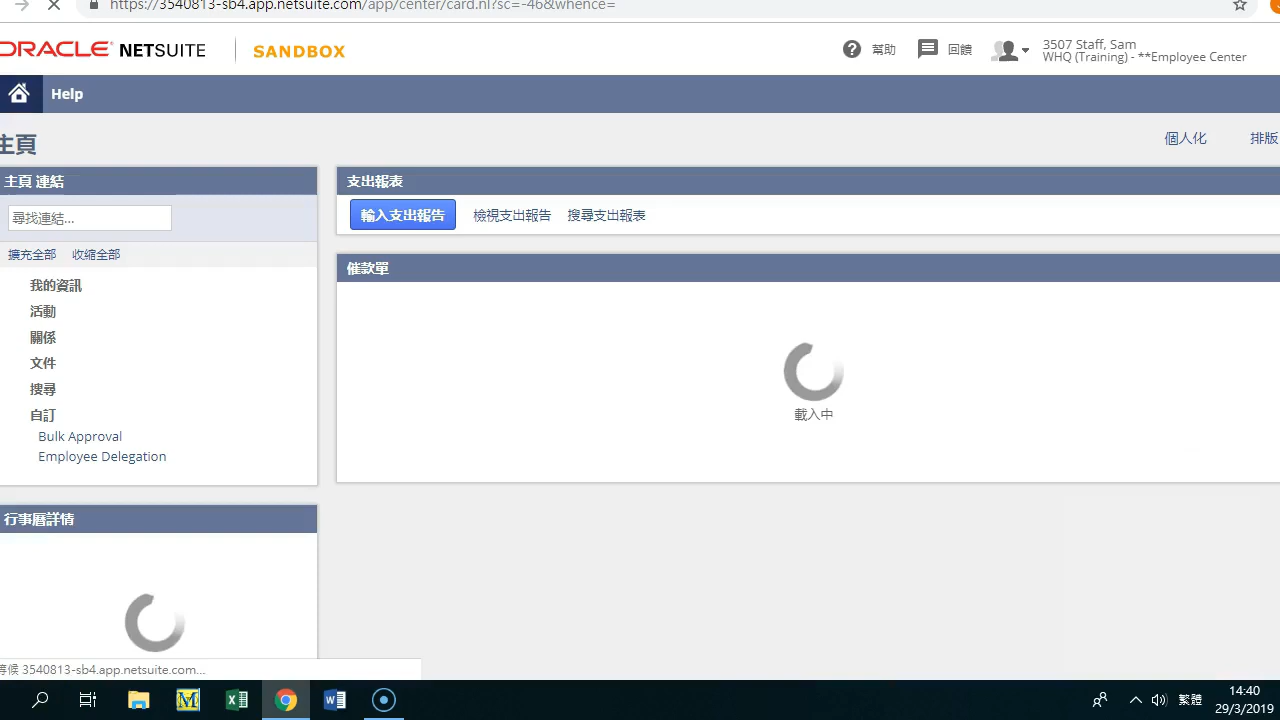 https://3540813-sb4.app.netsuite.com/app/center/card.nl?sc=-46&whence=
ORACLE NETSUITE SANDBOX
幫助
回饋
3507 Staff, Sam
WHQ (Training) - **Employee Center
Help
主頁
個人化
排版
主頁 連結
尋找連結...
擴充全部 收縮全部
我的資訊
活動
關係
文件
搜尋
自訂
Bulk Approval
Employee Delegation
行事曆詳情
支出報表
輸入支出報告 檢視支出報告 搜尋支出報表
催款單
載入中
等候 3540813-sb4.app.netsuite.com...
繁體
14:40
29/3/2019